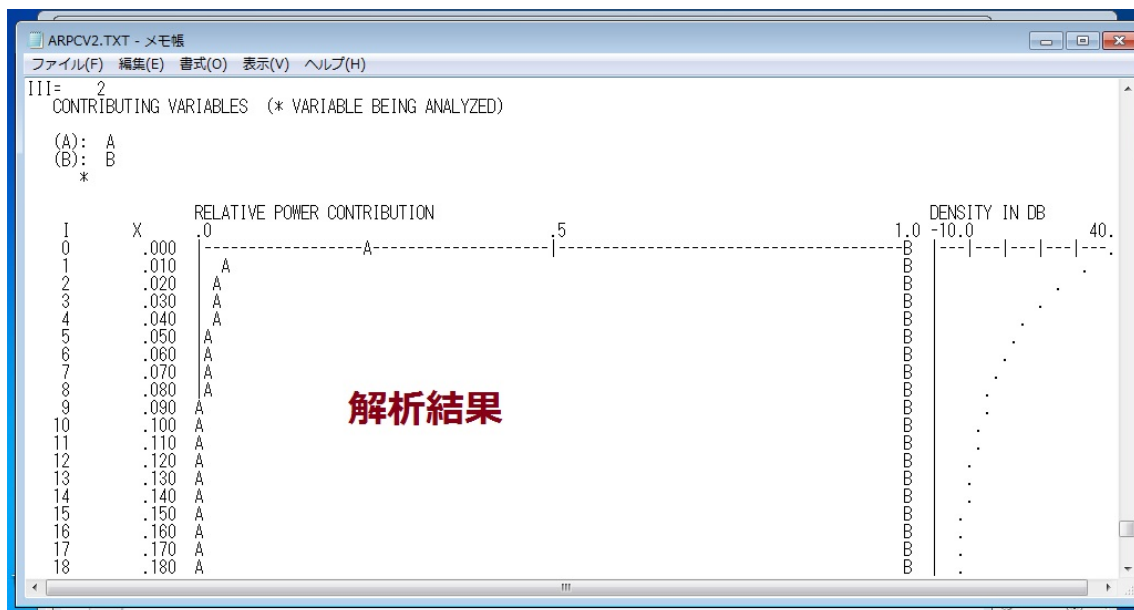 ARPCV2.TXT - メモ帳
ファイル(F) 編集(E) 書式(O) 表示(V) ヘルプ(H)
III= 2
CONTRIBUTING VARIABLES (* VARIABLE BEING ANALYZED)
(A): A
(B): B
*
RELATIVE POWER CONTRIBUTION DENSITY IN DB
I X .0 .5 1.0 -10.0 40.
0 .000 |------------------A--------------------|---------------------------------------B |---|---|---|---|---.
1 .010 | A B | .
2 .020 | A B | .
3 .030 | A B | .
4 .040 | A B | .
5 .050 |A B | .
6 .060 |A B | .
7 .070 |A B | .
8 .080 |A B | .
9 .090 A B | .
10 .100 A B | .
11 .110 A B | .
12 .120 A B | .
13 .130 A B | .
14 .140 A B | .
15 .150 A B | .
16 .160 A B | .
17 .170 A B | .
18 .180 A B | .
解析結果